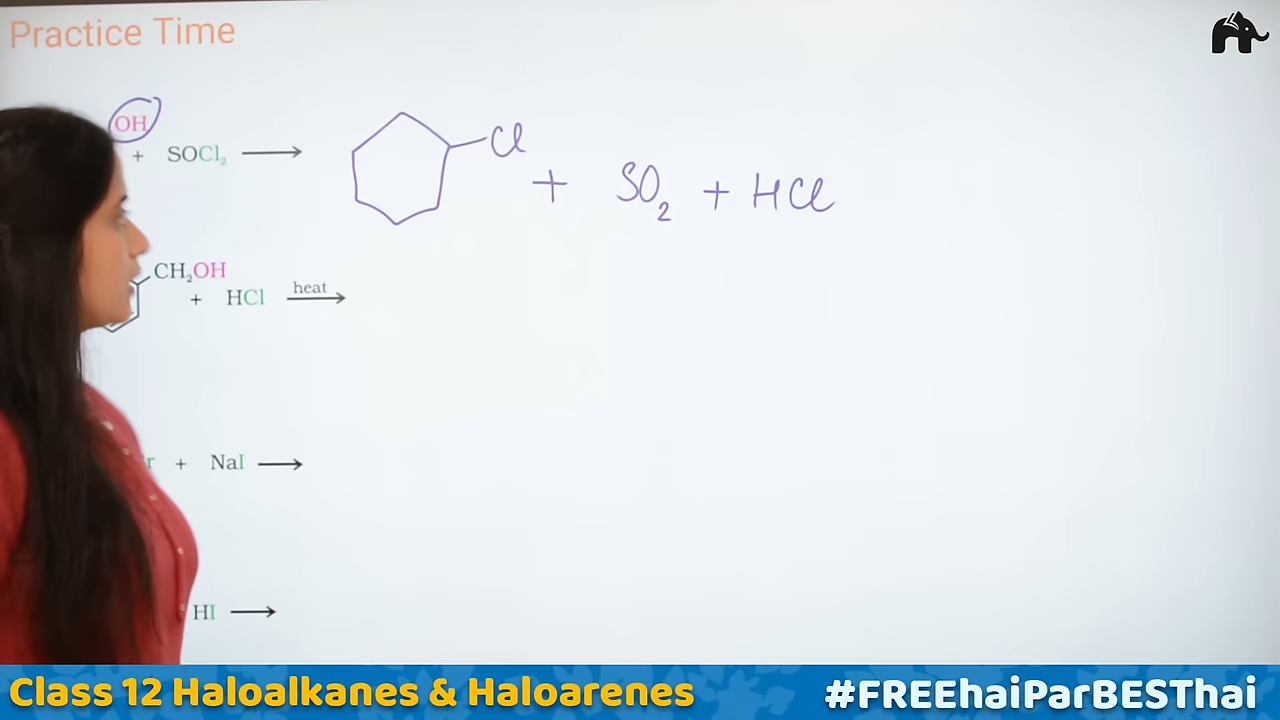 Practice Time
OH
+ SOCl₂ ⟶
Cl
+ SO₂ + HCl
CH₂OH
+ HCl heat ⟶
r + NaI ⟶
HI ⟶
Class 12 Haloalkanes & Haloarenes
#FREEhaiParBESThai